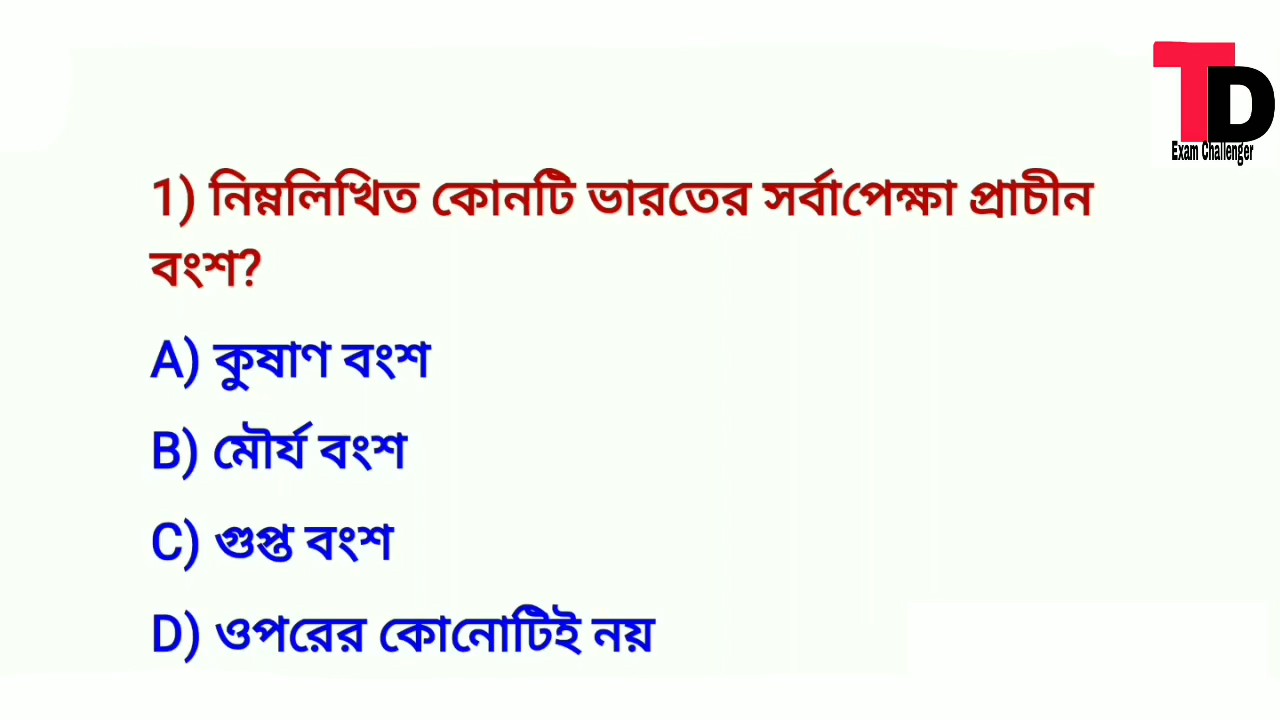 TD
Exam Challenger
1) নিম্নলিখিত কোনটি ভারতের সর্বাপেক্ষা প্রাচীন
বংশ?
A) কুষাণ বংশ
B) মৌর্য বংশ
C) গুপ্ত বংশ
D) ওপরের কোনোটিই নয়